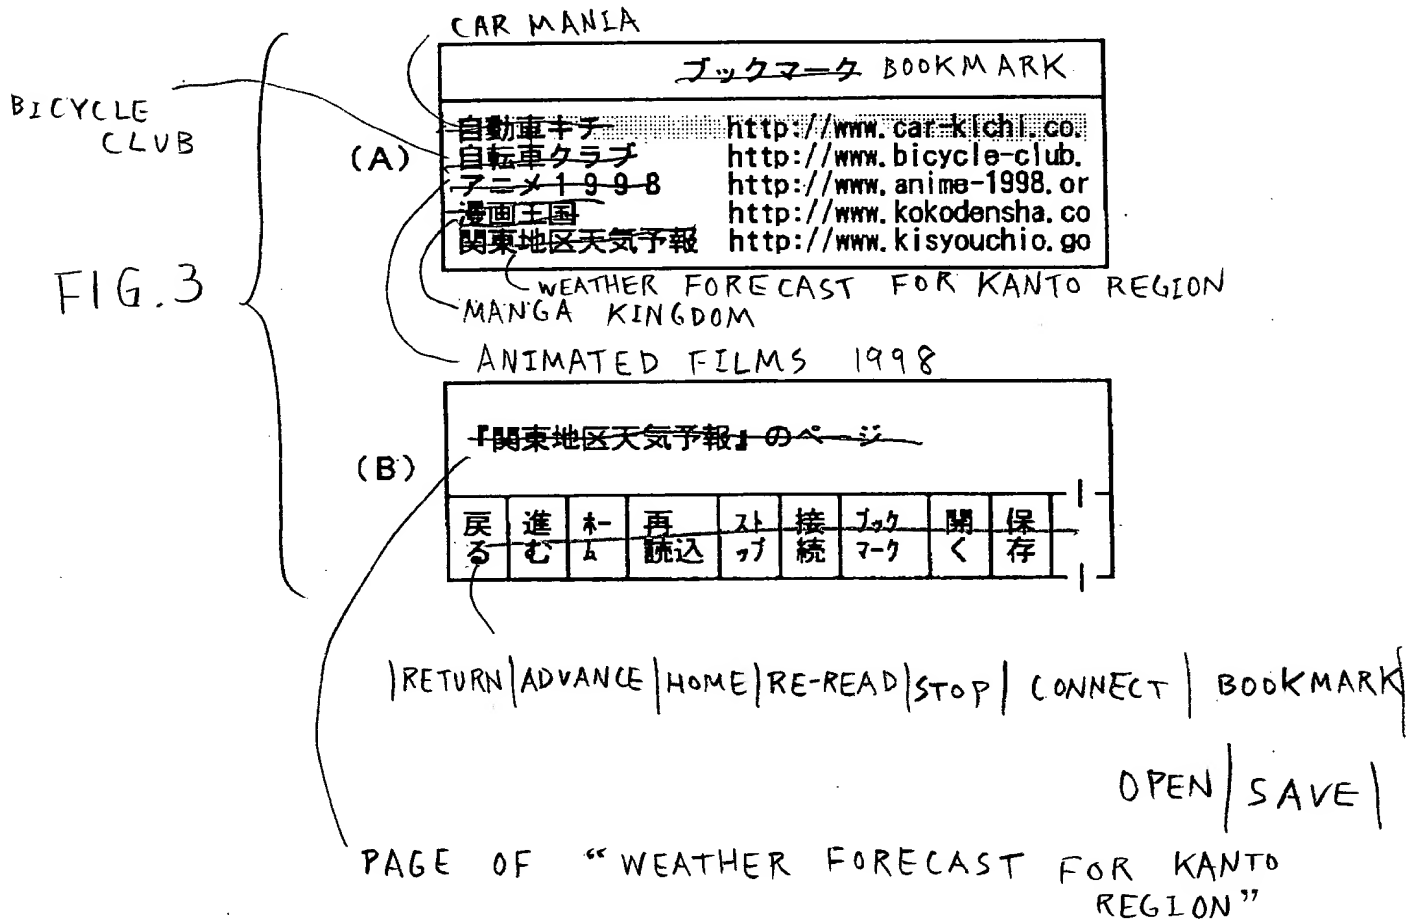 CAR MANIA
ブックマーク BOOKMARK
BICYCLE
CLUB
(A)
自動車キチ http://www.car-kichi.co.
自転車クラブ http://www.bicycle-club.
アニメ1998 http://www.anime-1998.or
漫画王国 http://www.kokodensha.co
関東地区天気予報 http://www.kisyouchio.go
FIG.3
WEATHER FORECAST FOR KANTO REGION
MANGA KINGDOM
ANIMATED FILMS 1998
(B)
『関東地区天気予報』のページ
戻る 進む ホーム 再読込 ストップ 接続 ブックマーク 開く 保存
|RETURN|ADVANCE|HOME|RE-READ|STOP| CONNECT | BOOKMARK|
OPEN| SAVE|
PAGE OF “WEATHER FORECAST FOR KANTO
REGION”